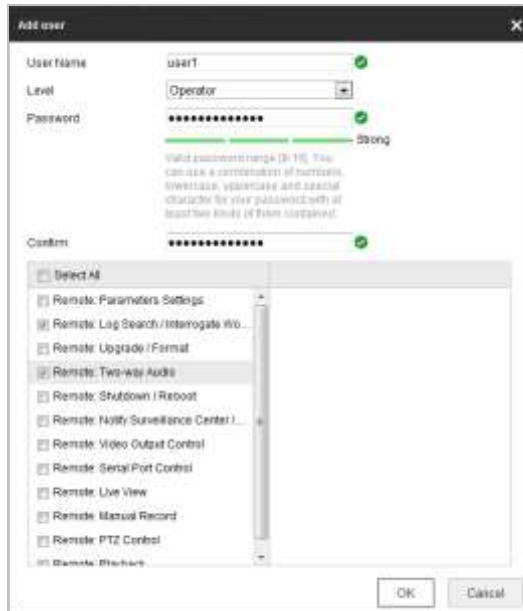 Add user
×
User Name user1
Level Operator
Password •••••••••••••
Strong
Valid password range [8-16]. You
can use a combination of numbers,
lowercase, uppercase and special
character for your password with at
least two kinds of them contained.
Confirm •••••••••••••
Select All
Remote: Parameters Settings
Remote: Log Search / Interrogate Wo...
Remote: Upgrade / Format
Remote: Two-way Audio
Remote: Shutdown / Reboot
Remote: Notify Surveillance Center / ...
Remote: Video Output Control
Remote: Serial Port Control
Remote: Live View
Remote: Manual Record
Remote: PTZ Control
Remote: Playback
OK Cancel